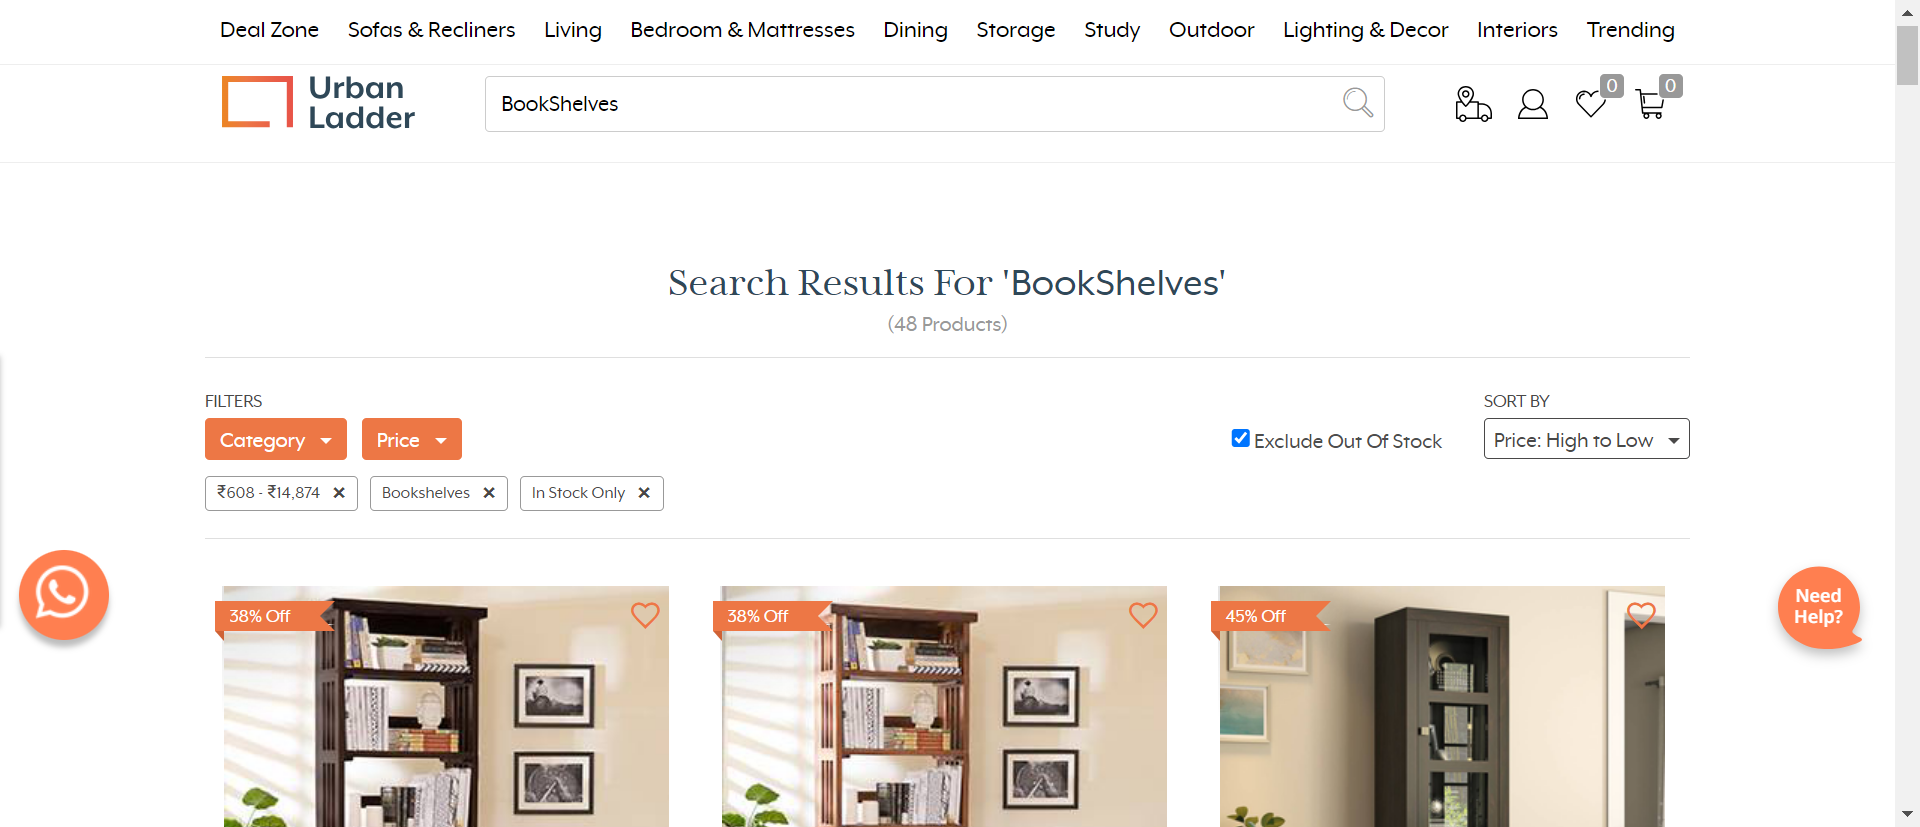 Deal Zone Sofas & Recliners Living Bedroom & Mattresses Dining Storage Study Outdoor Lighting & Decor Interiors Trending
Urban
Ladder
BookShelves
0
0
Search Results For 'BookShelves'
(48 Products)
FILTERS
SORT BY
Category
Price
Exclude Out Of Stock
Price: High to Low
₹608 - ₹14,874
Bookshelves
In Stock Only
38% Off
38% Off
45% Off
Need
Help?